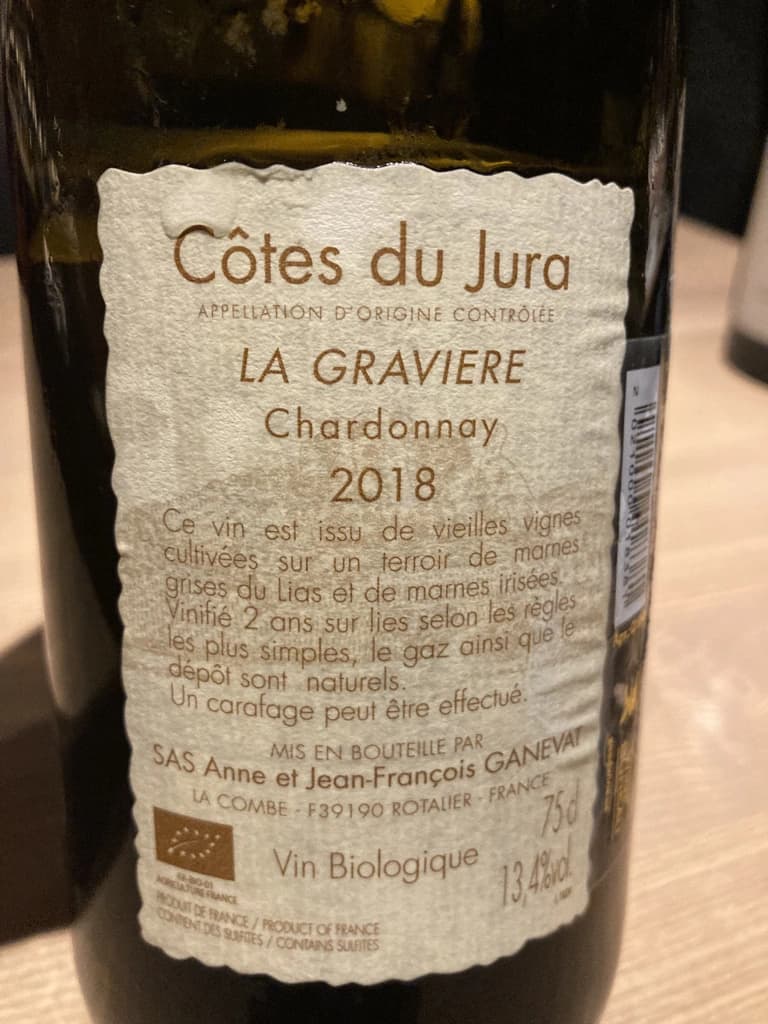 Côtes du Jura
APPELLATION D'ORIGINE CONTRÔLÉE
LA GRAVIERE
Chardonnay
2018
Ce vin est issu de vieilles vignes
cultivées sur un terroir de marnes
grises du Lias et de marnes irisées.
Vinifié 2 ans sur lies selon les règles
les plus simples, le gaz ainsi que le
dépôt sont naturels.
Un carafage peut être effectué.
MIS EN BOUTEILLE PAR
SAS Anne et Jean-François GANEVAT
LA COMBE - F39190 ROTALIER - FRANCE
75cl
Vin Biologique
13,4%vol.
FR-BIO-01
AGRICULTURE FRANCE
PRODUIT DE FRANCE / PRODUCT OF FRANCE
CONTIENT DES SULFITES / CONTAINS SULFITES